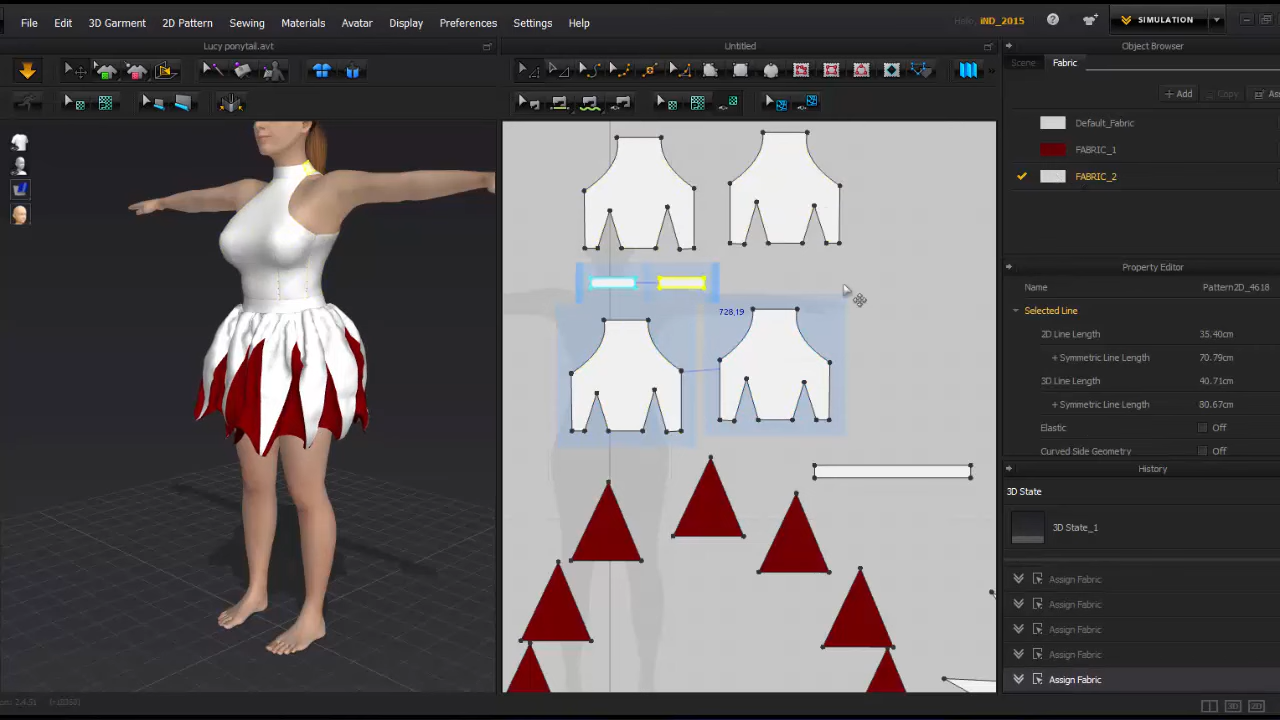 File Edit 3D Garment 2D Pattern Sewing Materials Avatar Display Preferences Settings Help
Hello, iND_2015
SIMULATION
Lucy ponytail.avt
Untitled
Object Browser
Scene Fabric
+ Add Copy
Default_Fabric
FABRIC_1
FABRIC_2
728,19
Property Editor
Name Pattern2D_4618
Selected Line
2D Line Length 35.40cm
+ Symmetric Line Length 70.79cm
3D Line Length 40.71cm
+ Symmetric Line Length 80.67cm
Elastic Off
Curved Side Geometry Off
History
3D State
3D State_1
Assign Fabric
Assign Fabric
Assign Fabric
Assign Fabric
Assign Fabric
3D 2D